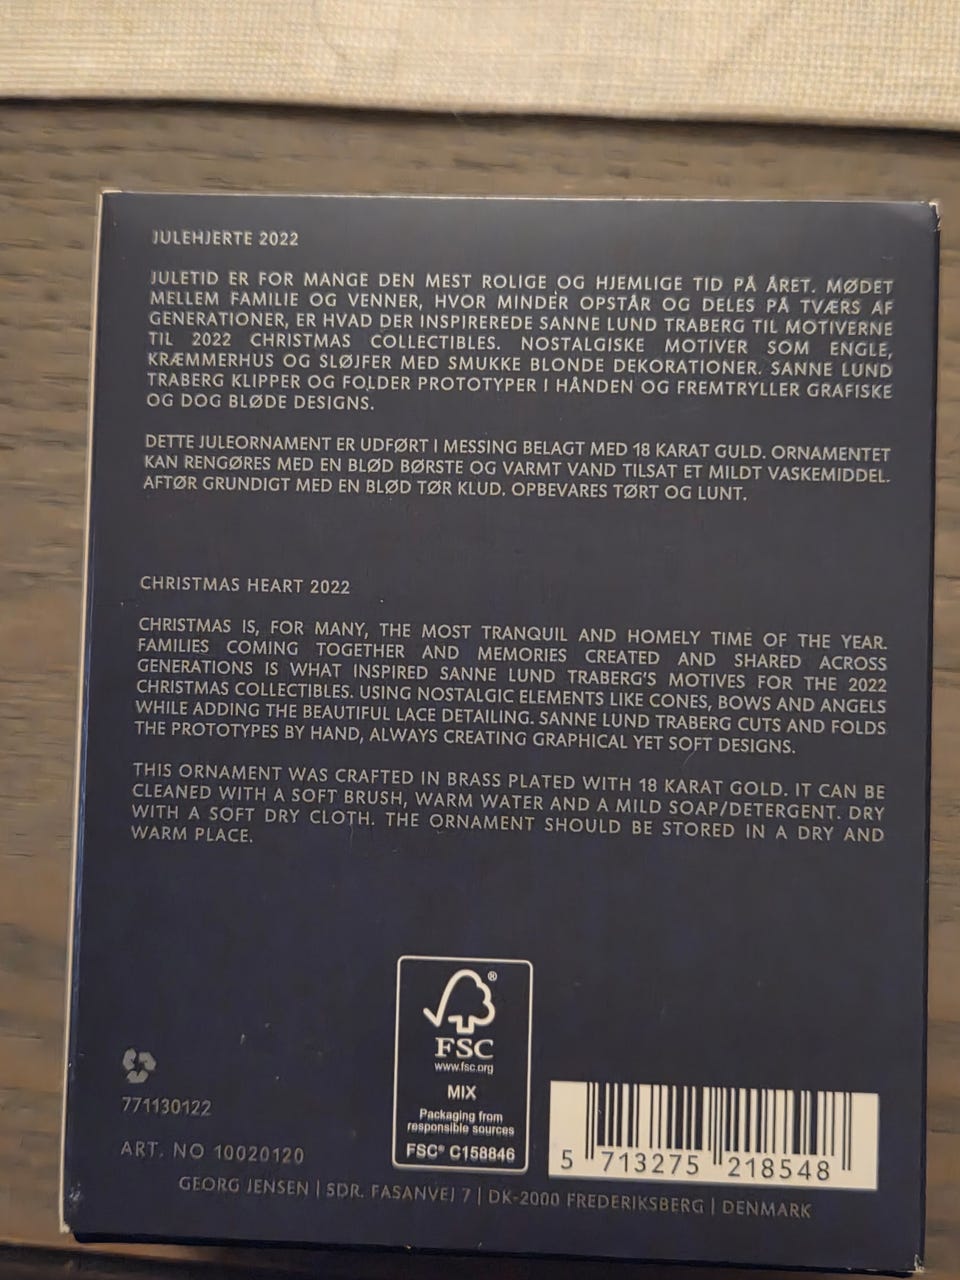 JULEHJERTE 2022
JULETID ER FOR MANGE DEN MEST ROLIGE OG HJEMLIGE TID PÅ ÅRET. MØDET
MELLEM FAMILIE OG VENNER, HVOR MINDER OPSTÅR OG DELES PÅ TVÆRS AF
GENERATIONER, ER HVAD DER INSPIREREDE SANNE LUND TRABERG TIL MOTIVERNE
TIL 2022 CHRISTMAS COLLECTIBLES. NOSTALGISKE MOTIVER SOM ENGLE,
KRÆMMERHUS OG SLØJFER MED SMUKKE BLONDE DEKORATIONER. SANNE LUND
TRABERG KLIPPER OG FOLDER PROTOTYPER I HÅNDEN OG FREMTRYLLER GRAFISKE
OG DOG BLØDE DESIGNS.
DETTE JULEORNAMENT ER UDFØRT I MESSING BELAGT MED 18 KARAT GULD. ORNAMENTET
KAN RENGØRES MED EN BLØD BØRSTE OG VARMT VAND TILSAT ET MILDT VASKEMIDDEL.
AFTØR GRUNDIGT MED EN BLØD TØR KLUD. OPBEVARES TØRT OG LUNT.
CHRISTMAS HEART 2022
CHRISTMAS IS, FOR MANY, THE MOST TRANQUIL AND HOMELY TIME OF THE YEAR.
FAMILIES COMING TOGETHER AND MEMORIES CREATED AND SHARED ACROSS
GENERATIONS IS WHAT INSPIRED SANNE LUND TRABERG'S MOTIVES FOR THE 2022
CHRISTMAS COLLECTIBLES. USING NOSTALGIC ELEMENTS LIKE CONES, BOWS AND ANGELS
WHILE ADDING THE BEAUTIFUL LACE DETAILING. SANNE LUND TRABERG CUTS AND FOLDS
THE PROTOTYPES BY HAND, ALWAYS CREATING GRAPHICAL YET SOFT DESIGNS.
THIS ORNAMENT WAS CRAFTED IN BRASS PLATED WITH 18 KARAT GOLD. IT CAN BE
CLEANED WITH A SOFT BRUSH, WARM WATER AND A MILD SOAP/DETERGENT. DRY
WITH A SOFT DRY CLOTH. THE ORNAMENT SHOULD BE STORED IN A DRY AND
WARM PLACE.
®
FSC
www.fsc.org
MIX
Packaging from
responsible sources
FSC® C158846
771130122
ART. NO 10020120
5 713275 218548
GEORG JENSEN | SDR. FASANVEJ 7 | DK-2000 FREDERIKSBERG | DENMARK